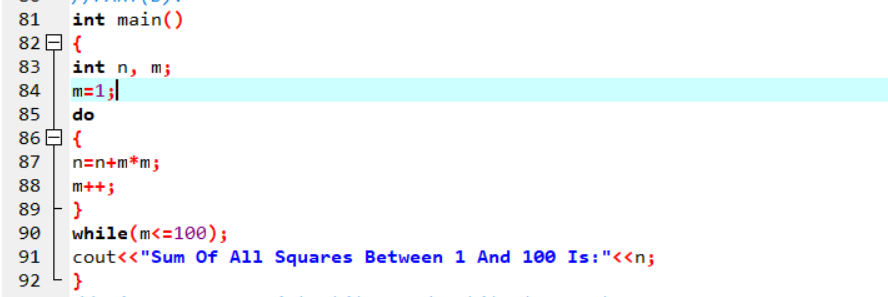 81 int main()
82 {
83 int n, m;
84 m=1;
85 do
86 {
87 n=n+m*m;
88 m++;
89 }
90 while(m<=100);
91 cout<<"Sum Of All Squares Between 1 And 100 Is:"<<n;
92 }